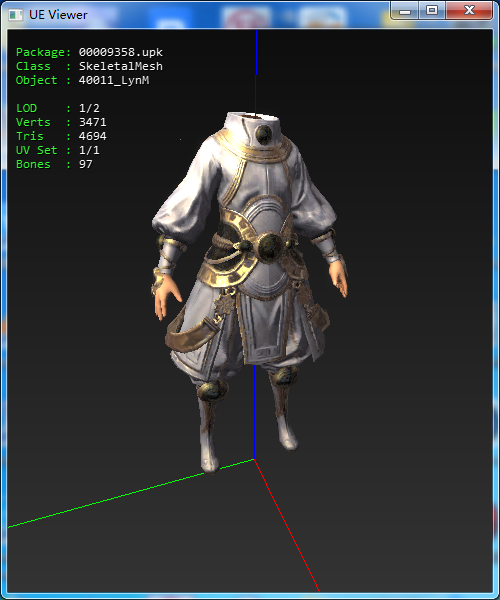 UE Viewer
Package: 00009358.upk
Class : SkeletalMesh
Object : 40011_LynM
LOD : 1/2
Verts : 3471
Tris : 4694
UV Set : 1/1
Bones : 97